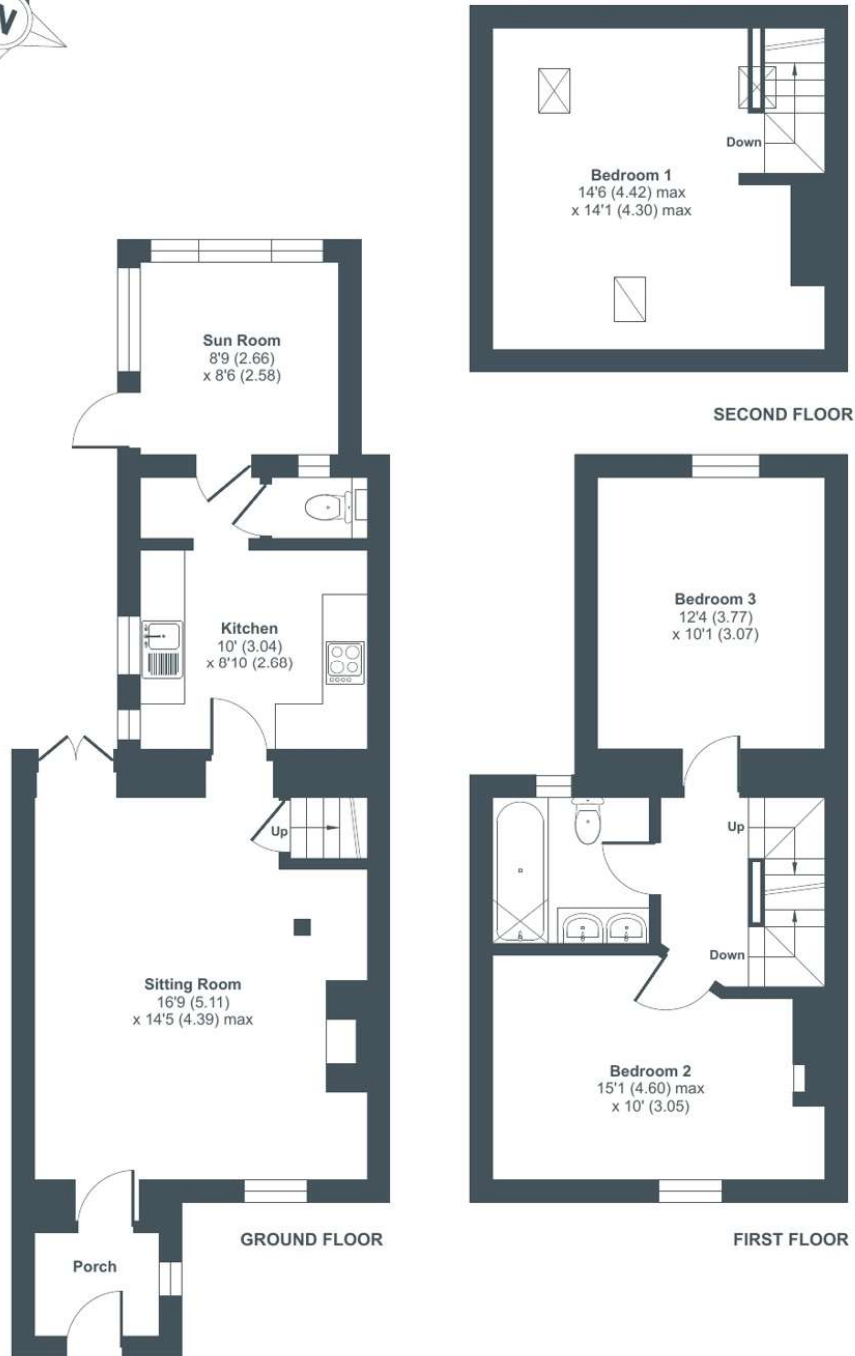 N
Bedroom 1
14'6 (4.42) max
x 14'1 (4.30) max
Down
SECOND FLOOR
Sun Room
8'9 (2.66)
x 8'6 (2.58)
Kitchen
10' (3.04)
x 8'10 (2.68)
Up
Sitting Room
16'9 (5.11)
x 14'5 (4.39) max
Porch
GROUND FLOOR
Bedroom 3
12'4 (3.77)
x 10'1 (3.07)
Up
Down
Bedroom 2
15'1 (4.60) max
x 10' (3.05)
FIRST FLOOR